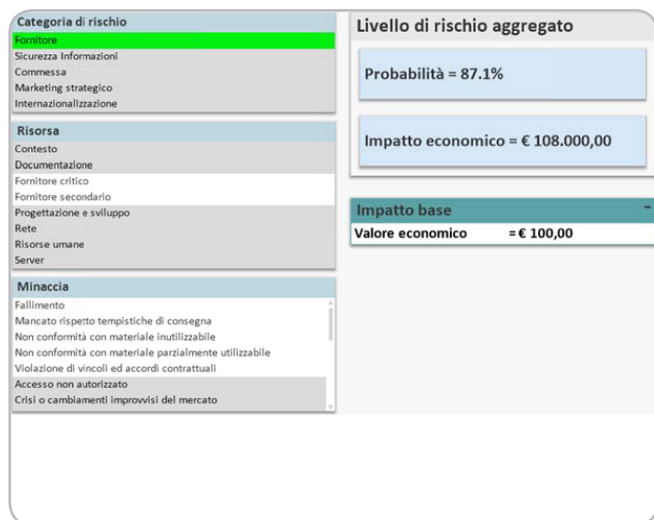 Categoria di rischio
Fornitore
Sicurezza Informazioni
Commessa
Marketing strategico
Internazionalizzazione
Risorsa
Contesto
Documentazione
Fornitore critico
Fornitore secondario
Progettazione e sviluppo
Rete
Risorse umane
Server
Minaccia
Fallimento
Mancato rispetto tempistiche di consegna
Non conformità con materiale inutilizzabile
Non conformità con materiale parzialmente utilizzabile
Violazione di vincoli ed accordi contrattuali
Accesso non autorizzato
Crisi o cambiamenti improvvisi del mercato
Livello di rischio aggregato
Probabilità = 87.1%
Impatto economico = € 108.000,00
Impatto base -
Valore economico = € 100,00